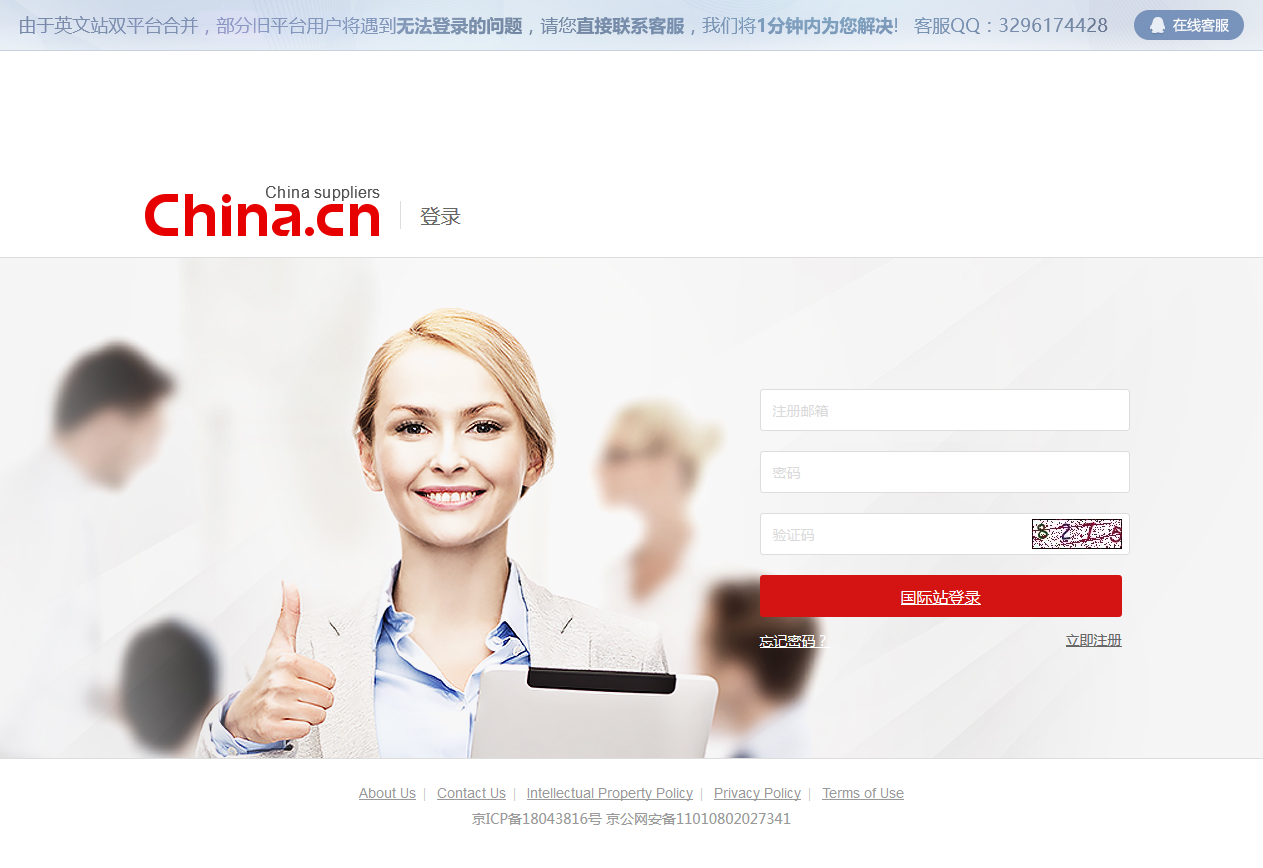 由于英文站双平台合并，部分旧平台用户将遇到无法登录的问题，请您直接联系客服，我们将1分钟内为您解决! 客服QQ：3296174428 在线客服
China suppliers
China.cn 登录
注册邮箱
密码
验证码 8215
国际站登录
忘记密码？ 立即注册
About Us | Contact Us | Intellectual Property Policy | Privacy Policy | Terms of Use
京ICP备18043816号 京公网安备11010802027341